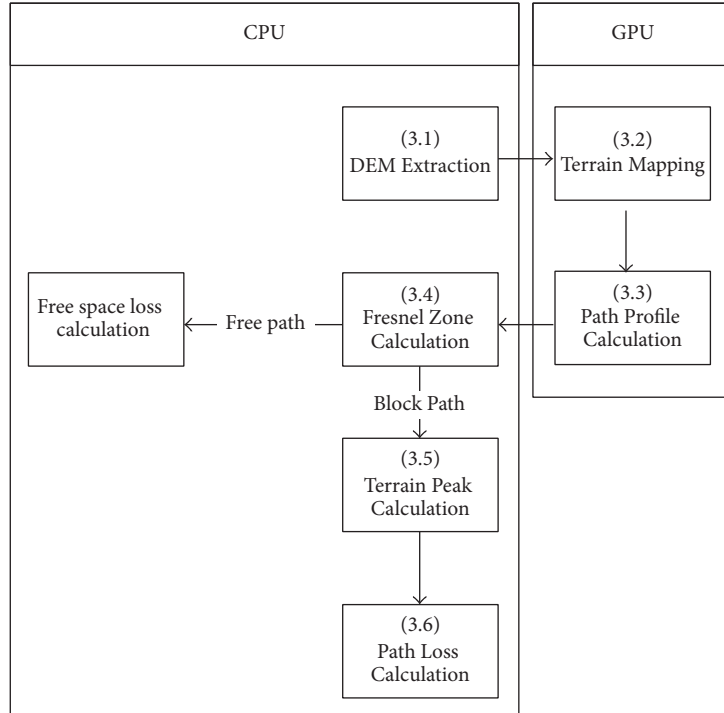 CPU
GPU
(3.1)
DEM Extraction
(3.2)
Terrain Mapping
Free space loss
calculation
Free path
(3.4)
Fresnel Zone
Calculation
(3.3)
Path Profile
Calculation
Block Path
(3.5)
Terrain Peak
Calculation
(3.6)
Path Loss
Calculation